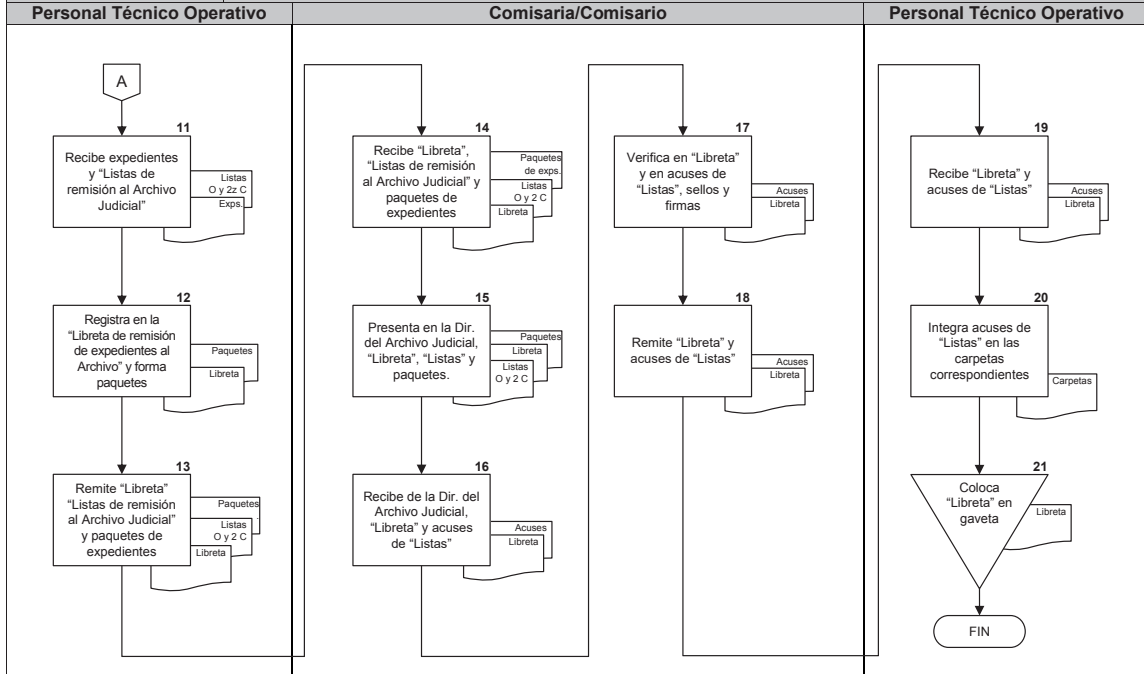 Personal Técnico Operativo
Comisaria/Comisario
Personal Técnico Operativo
A
11
Recibe expedientes
y “Listas de
remisión al Archivo
Judicial”
Listas
O y 2z C
Exps.
12
Registra en la
“Libreta de remisión
de expedientes al
Archivo” y forma
paquetes
Paquetes
Libreta
13
Remite “Libreta”
“Listas de remisión
al Archivo Judicial”
y paquetes de
expedientes
Paquetes
Listas
O y 2 C
Libreta
14
Recibe “Libreta”,
“Listas de remisión
al Archivo Judicial” y
paquetes de
expedientes
Paquetes
de exps.
Listas
O y 2 C
Libreta
15
Presenta en la Dir.
del Archivo Judicial,
“Libreta”, “Listas” y
paquetes.
Paquetes
Libreta
Listas
O y 2 C
16
Recibe de la Dir. del
Archivo Judicial,
“Libreta” y acuses
de “Listas”
Acuses
Libreta
17
Verifica en “Libreta”
y en acuses de
“Listas”, sellos y
firmas
Acuses
Libreta
18
Remite “Libreta” y
acuses de “Listas”
Acuses
Libreta
19
Recibe “Libreta” y
acuses de “Listas”
Acuses
Libreta
20
Integra acuses de
“Listas” en las
carpetas
correspondientes
Carpetas
21
Coloca
“Libreta” en
gaveta
Libreta
FIN